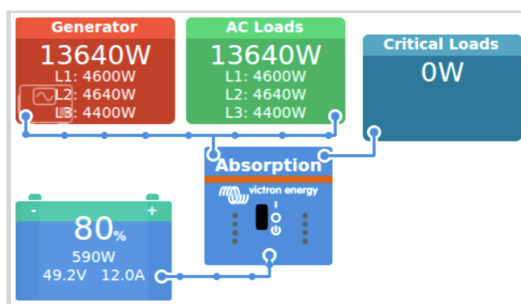 Generator
13640W
L1: 4600W
L2: 4640W
L3: 4400W
AC Loads
13640W
L1: 4600W
L2: 4640W
L3: 4400W
Critical Loads
0W
Absorption
victron energy
- +
80%
590W
49.2V 12.0A